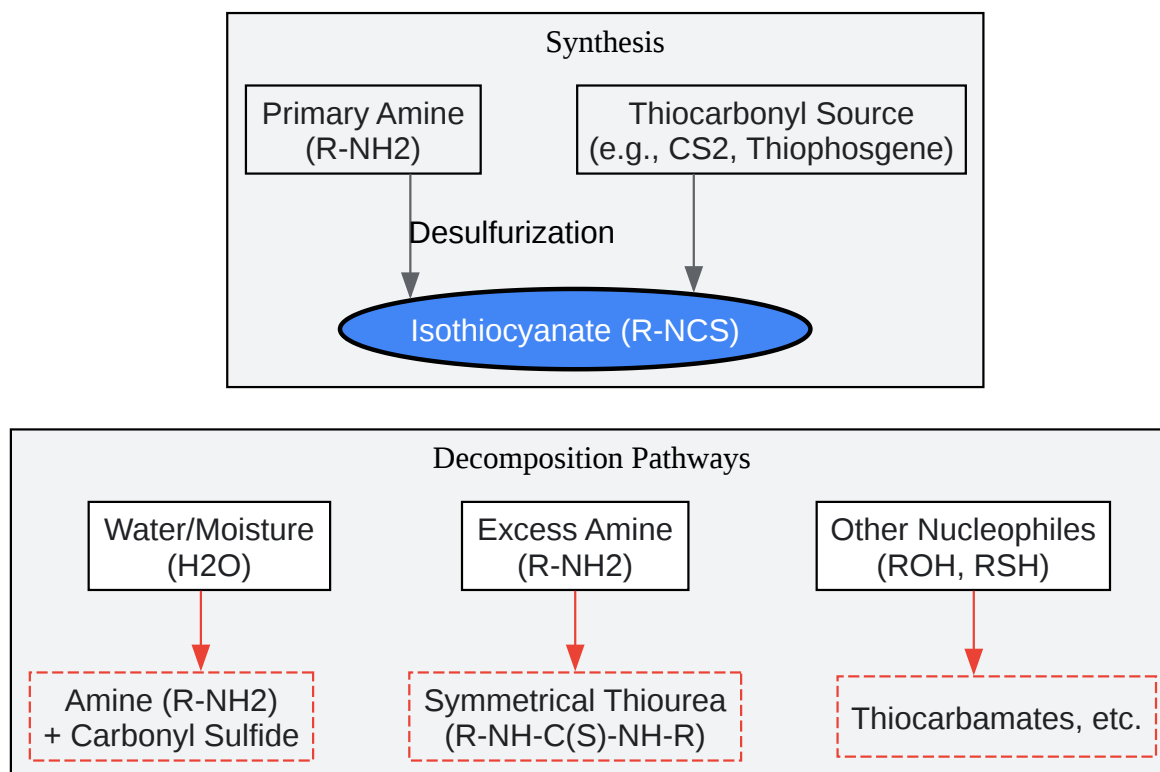 Synthesis
Primary Amine
(R-NH2)
Thiocarbonyl Source
(e.g., CS2, Thiophosgene)
Desulfurization
Isothiocyanate (R-NCS)
Decomposition Pathways
Water/Moisture
(H2O)
Excess Amine
(R-NH2)
Other Nucleophiles
(ROH, RSH)
Amine (R-NH2)
+ Carbonyl Sulfide
Symmetrical Thiourea
(R-NH-C(S)-NH-R)
Thiocarbamates, etc.